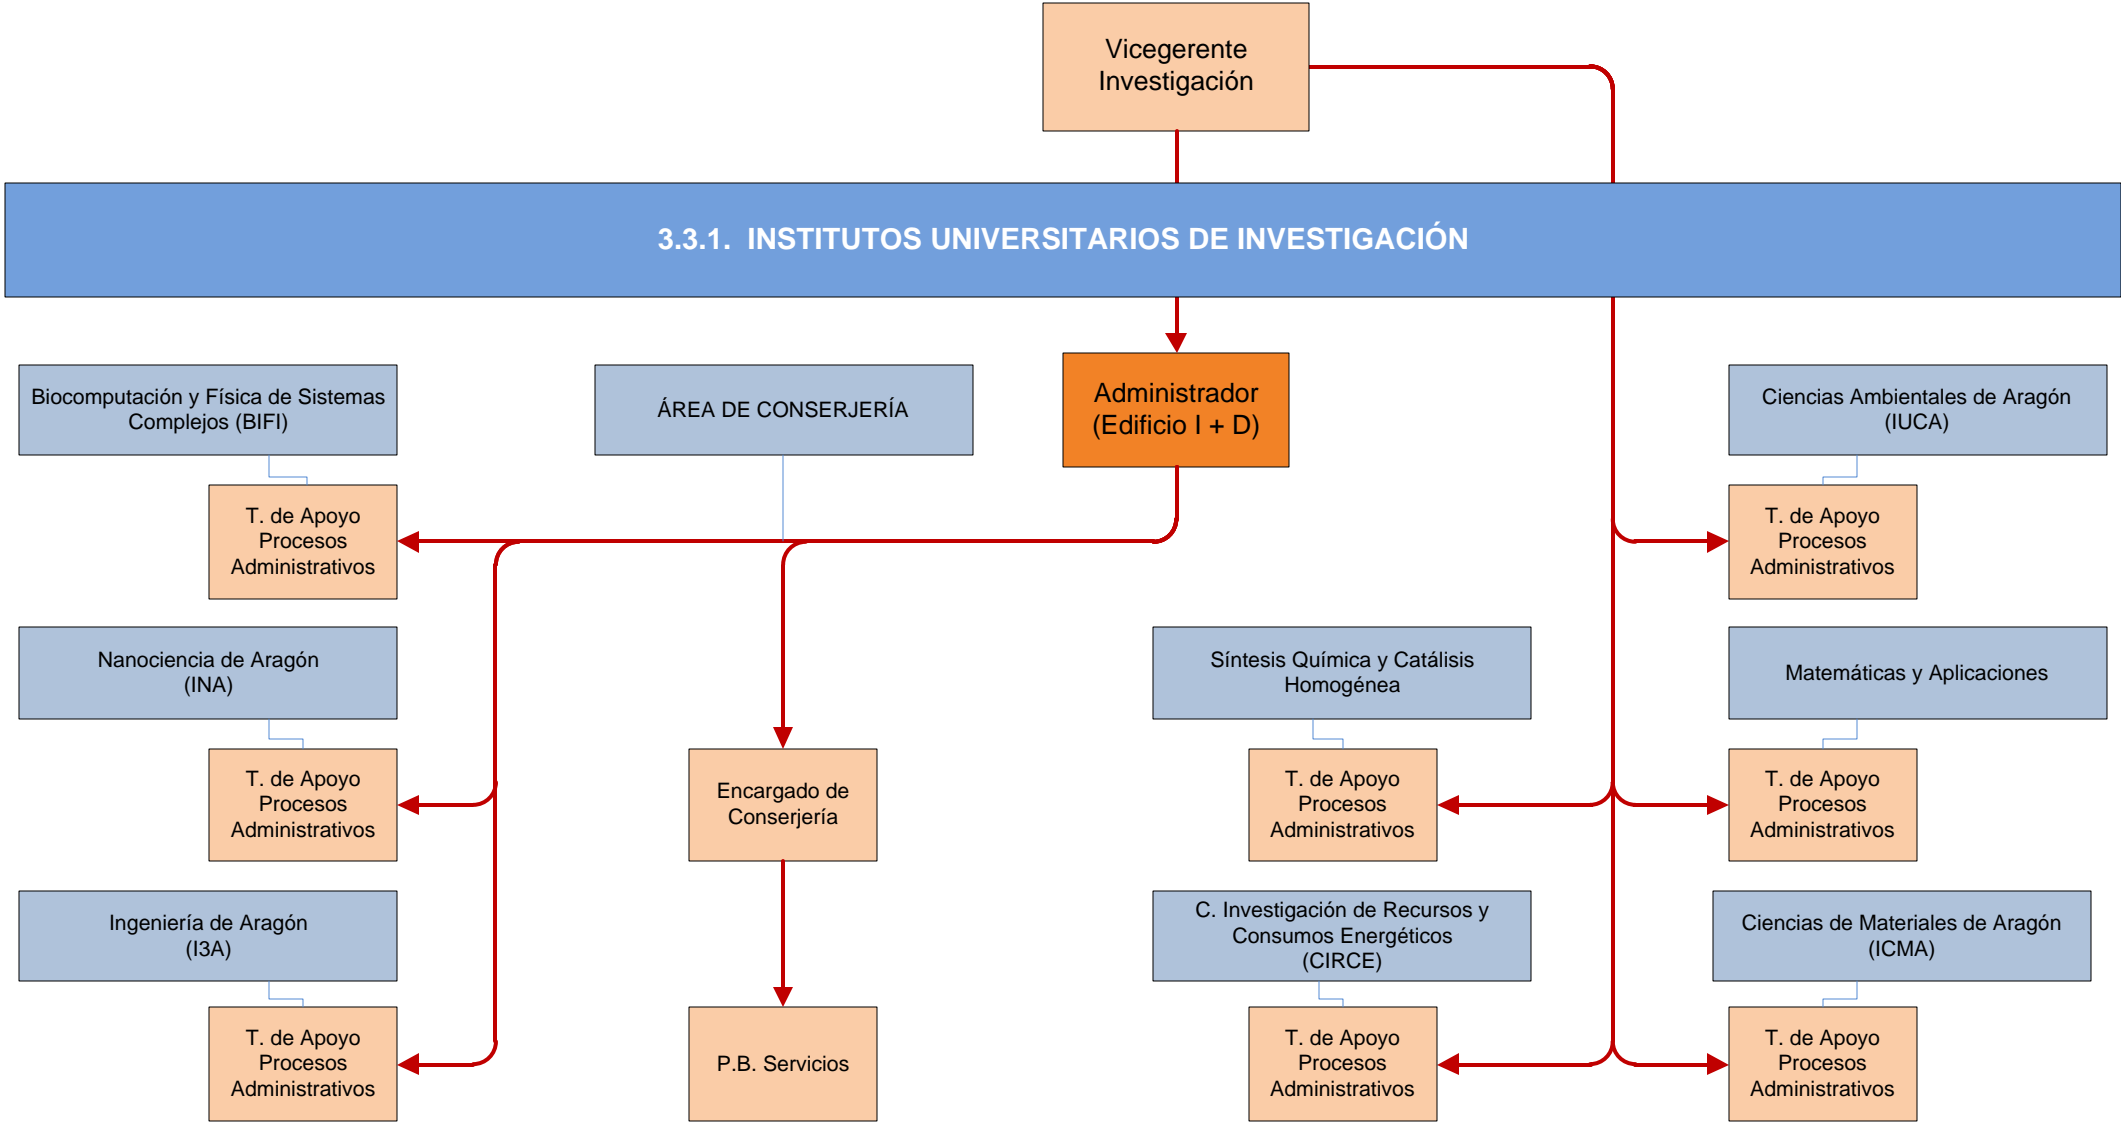 Vicegerente
Investigación
3.3.1. INSTITUTOS UNIVERSITARIOS DE INVESTIGACIÓN
Biocomputación y Física de Sistemas
Complejos (BIFI)
ÁREA DE CONSERJERÍA
Administrador
(Edificio I + D)
Ciencias Ambientales de Aragón
(IUCA)
T. de Apoyo
Procesos
Administrativos
T. de Apoyo
Procesos
Administrativos
Nanociencia de Aragón
(INA)
Síntesis Química y Catálisis
Homogénea
Matemáticas y Aplicaciones
T. de Apoyo
Procesos
Administrativos
Encargado de
Conserjería
T. de Apoyo
Procesos
Administrativos
T. de Apoyo
Procesos
Administrativos
Ingeniería de Aragón
(I3A)
C. Investigación de Recursos y
Consumos Energéticos
(CIRCE)
Ciencias de Materiales de Aragón
(ICMA)
T. de Apoyo
Procesos
Administrativos
P.B. Servicios
T. de Apoyo
Procesos
Administrativos
T. de Apoyo
Procesos
Administrativos